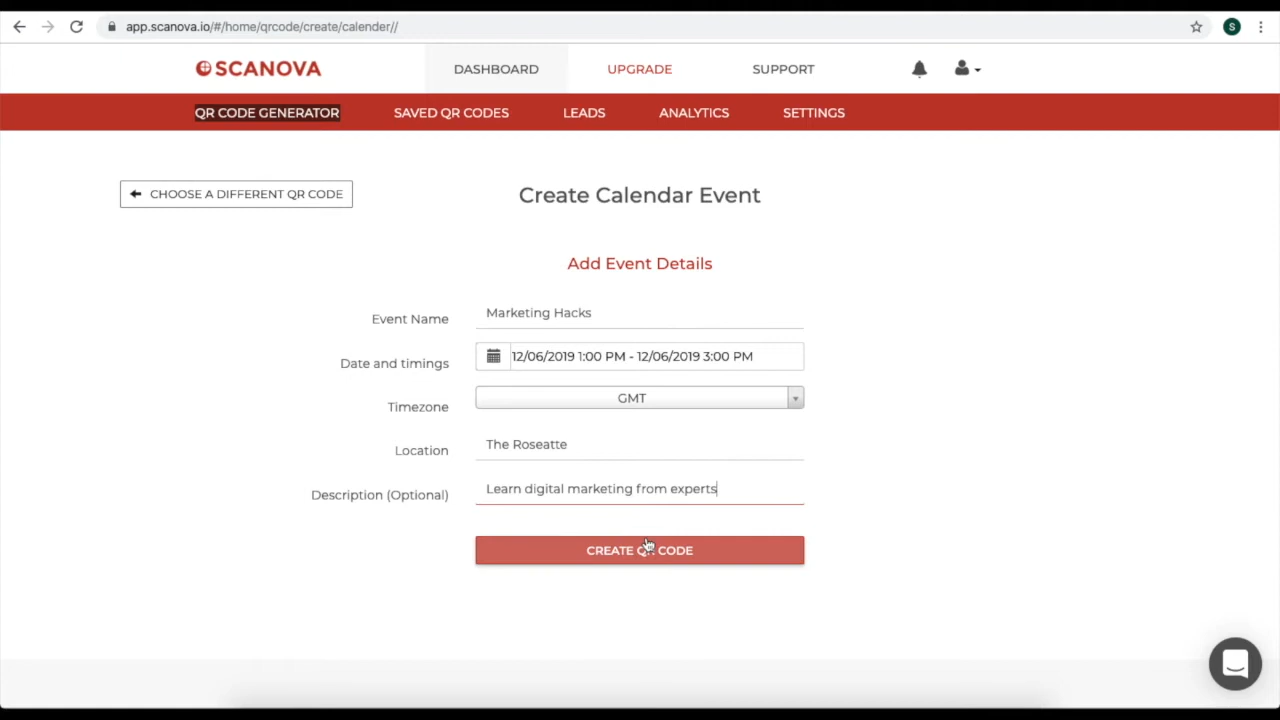 app.scanova.io/#/home/qrcode/create/calender//
S
SCANOVA
DASHBOARD
UPGRADE
SUPPORT
QR CODE GENERATOR
SAVED QR CODES
LEADS
ANALYTICS
SETTINGS
CHOOSE A DIFFERENT QR CODE
Create Calendar Event
Add Event Details
Event Name
Marketing Hacks
Date and timings
12/06/2019 1:00 PM - 12/06/2019 3:00 PM
Timezone
GMT
Location
The Roseatte
Description (Optional)
Learn digital marketing from experts
CREATE QR CODE